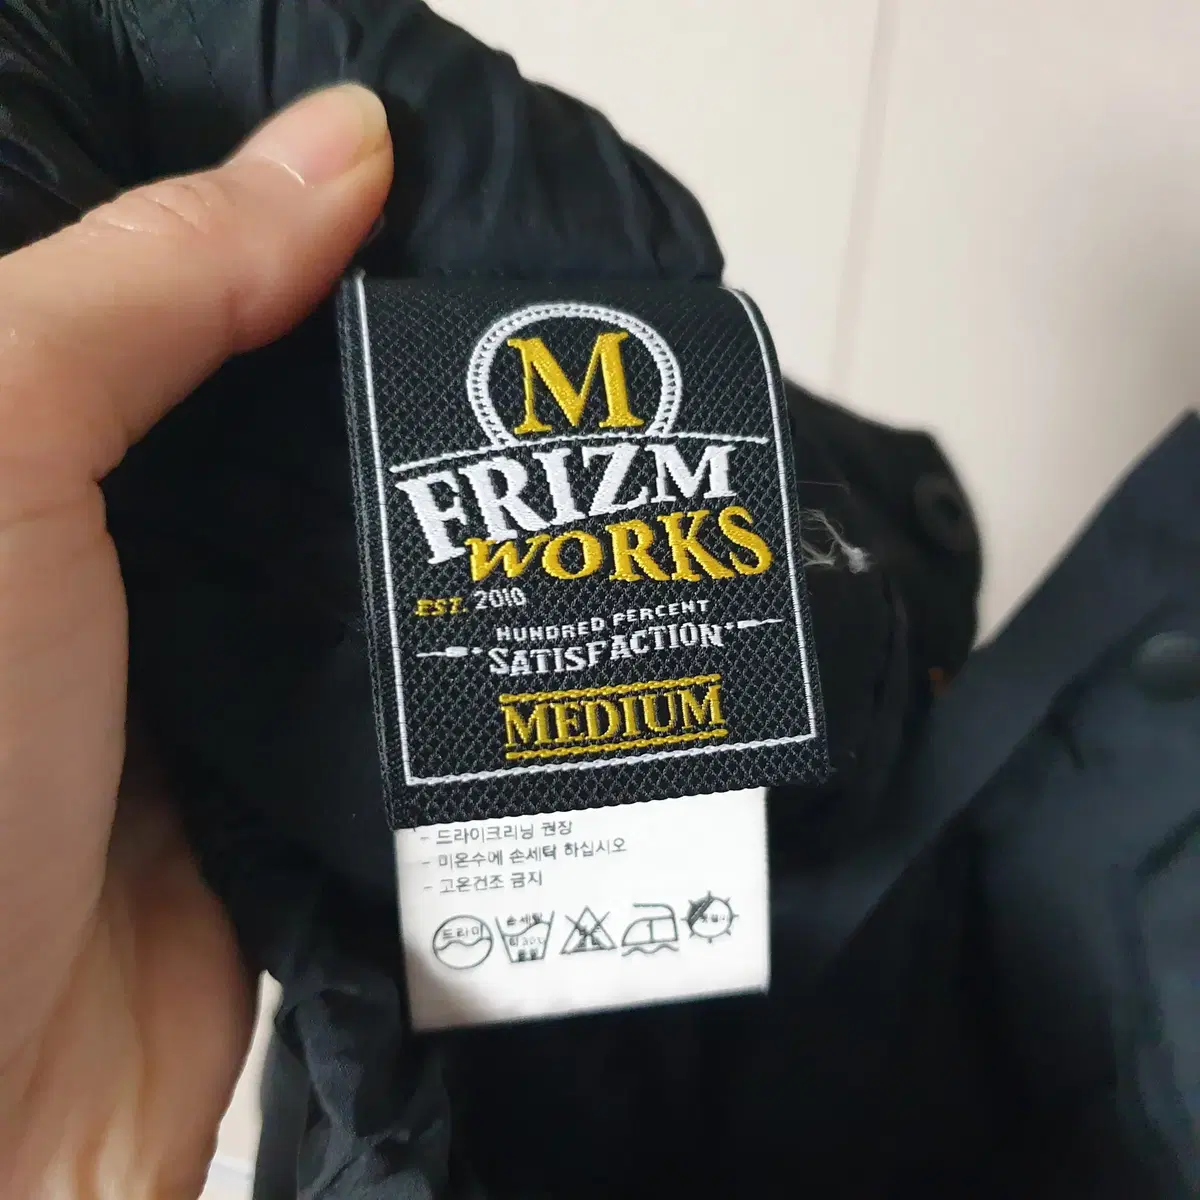 M
FRIZM
WORKS
EST. 2010
HUNDRED PERCENT
SATISFACTION
MEDIUM
- 드라이크리닝 권장
- 미온수에 손세탁 하십시오
- 고온건조 금지
드라이 손세탁